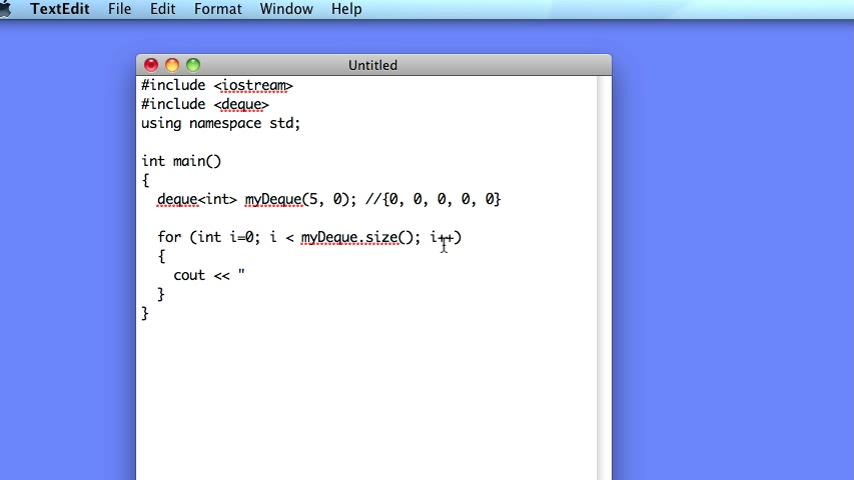 TextEdit File Edit Format Window Help
Untitled
#include <iostream>
#include <deque>
using namespace std;
int main()
{
deque<int> myDeque(5, 0); //{0, 0, 0, 0, 0}
for (int i=0; i < myDeque.size(); i++)
{
cout << "
}
}